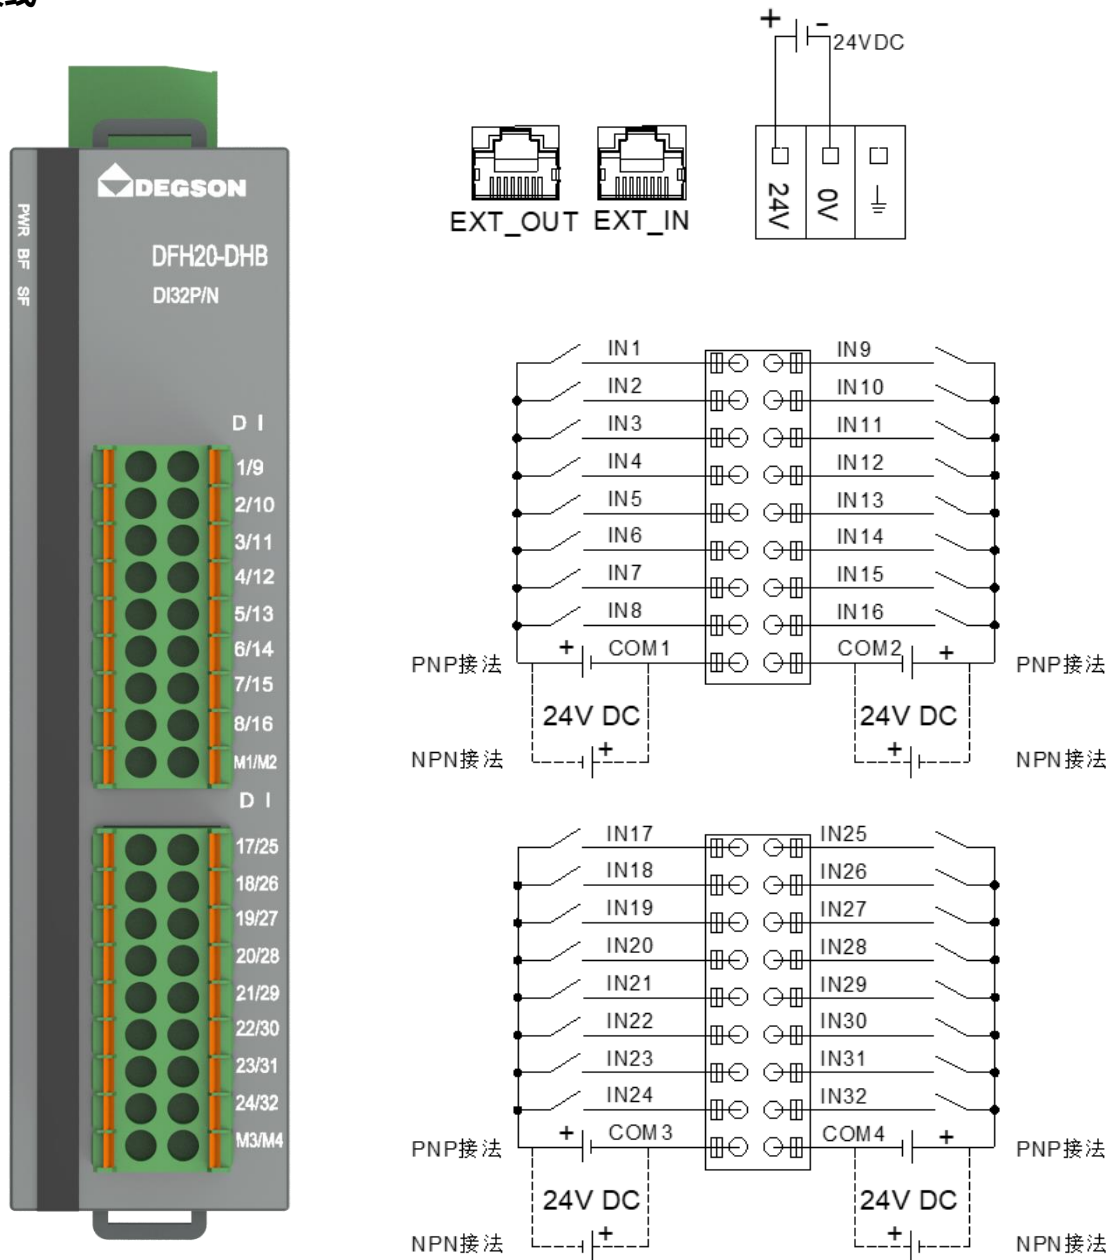 + - 24VDC
EXT_OUT EXT_IN
24V 0V
DEGSON
PWR BF SF
DFH20-DHB
DI32P/N
D I
1/9
2/10
3/11
4/12
5/13
6/14
7/15
8/16
M1/M2
D I
17/25
18/26
19/27
20/28
21/29
22/30
23/31
24/32
M3/M4
IN1 IN9
IN2 IN10
IN3 IN11
IN4 IN12
IN5 IN13
IN6 IN14
IN7 IN15
IN8 IN16
PNP接法 + COM1 COM2 + PNP接法
24V DC 24V DC
NPN接法 + + NPN接法
IN17 IN25
IN18 IN26
IN19 IN27
IN20 IN28
IN21 IN29
IN22 IN30
IN23 IN31
IN24 IN32
PNP接法 + COM3 COM4 + PNP接法
24V DC 24V DC
NPN接法 + + NPN接法